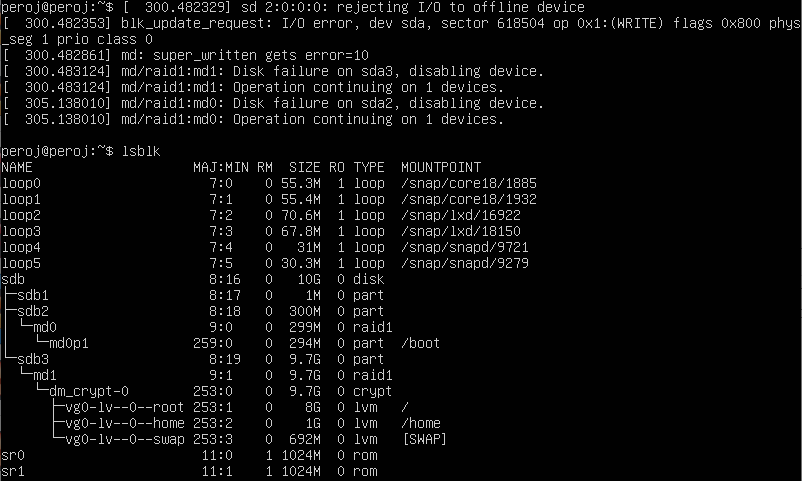 peroj@peroj:~$ [  300.482329] sd 2:0:0:0: rejecting I/O to offline device
[  300.482353] blk_update_request: I/O error, dev sda, sector 618504 op 0x1:(WRITE) flags 0x800 phys
_seg 1 prio class 0
[  300.482861] md: super_written gets error=10
[  300.483124] md/raid1:md1: Disk failure on sda3, disabling device.
[  300.483124] md/raid1:md1: Operation continuing on 1 devices.
[  305.138010] md/raid1:md0: Disk failure on sda2, disabling device.
[  305.138010] md/raid1:md0: Operation continuing on 1 devices.
peroj@peroj:~$ lsblk
NAME                  MAJ:MIN RM  SIZE RO TYPE  MOUNTPOINT
loop0                   7:0    0 55.3M  1 loop  /snap/core18/1885
loop1                   7:1    0 55.4M  1 loop  /snap/core18/1932
loop2                   7:2    0 70.6M  1 loop  /snap/lxd/16922
loop3                   7:3    0 67.8M  1 loop  /snap/lxd/18150
loop4                   7:4    0   31M  1 loop  /snap/snapd/9721
loop5                   7:5    0 30.3M  1 loop  /snap/snapd/9279
sdb                     8:16   0   10G  0 disk
├─sdb1                  8:17   0    1M  0 part
├─sdb2                  8:18   0  300M  0 part
│ └─md0                 9:0    0  299M  0 raid1
│   └─md0p1           259:0    0  294M  0 part  /boot
└─sdb3                  8:19   0  9.7G  0 part
  └─md1                 9:1    0  9.7G  0 raid1
    └─dm_crypt-0      253:0    0  9.7G  0 crypt
      ├─vg0-lv--0--root 253:1    0    8G  0 lvm   /
      ├─vg0-lv--0--home 253:2    0    1G  0 lvm   /home
      └─vg0-lv--0--swap 253:3    0  692M  0 lvm   [SWAP]
sr0                    11:0    1 1024M  0 rom
sr1                    11:1    1 1024M  0 rom